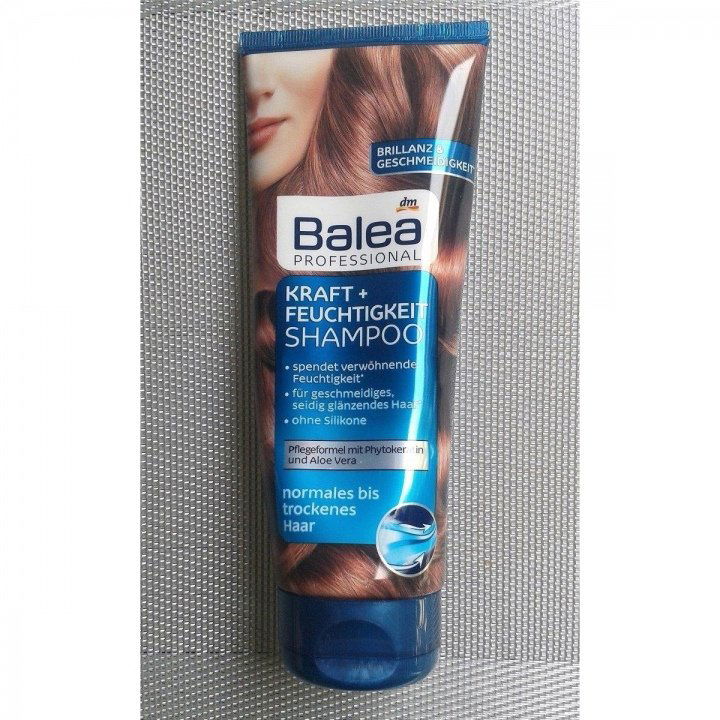 BRILLANZ &
GESCHMEIDIGKEIT*
dm
Balea
PROFESSIONAL
KRAFT +
FEUCHTIGKEIT
SHAMPOO
• spendet verwöhnende
Feuchtigkeit*
• für geschmeidiges,
seidig glänzendes Haar*
• ohne Silikone
Pflegeformel mit Phytokeratin
und Aloe Vera
normales bis
trockenes
Haar